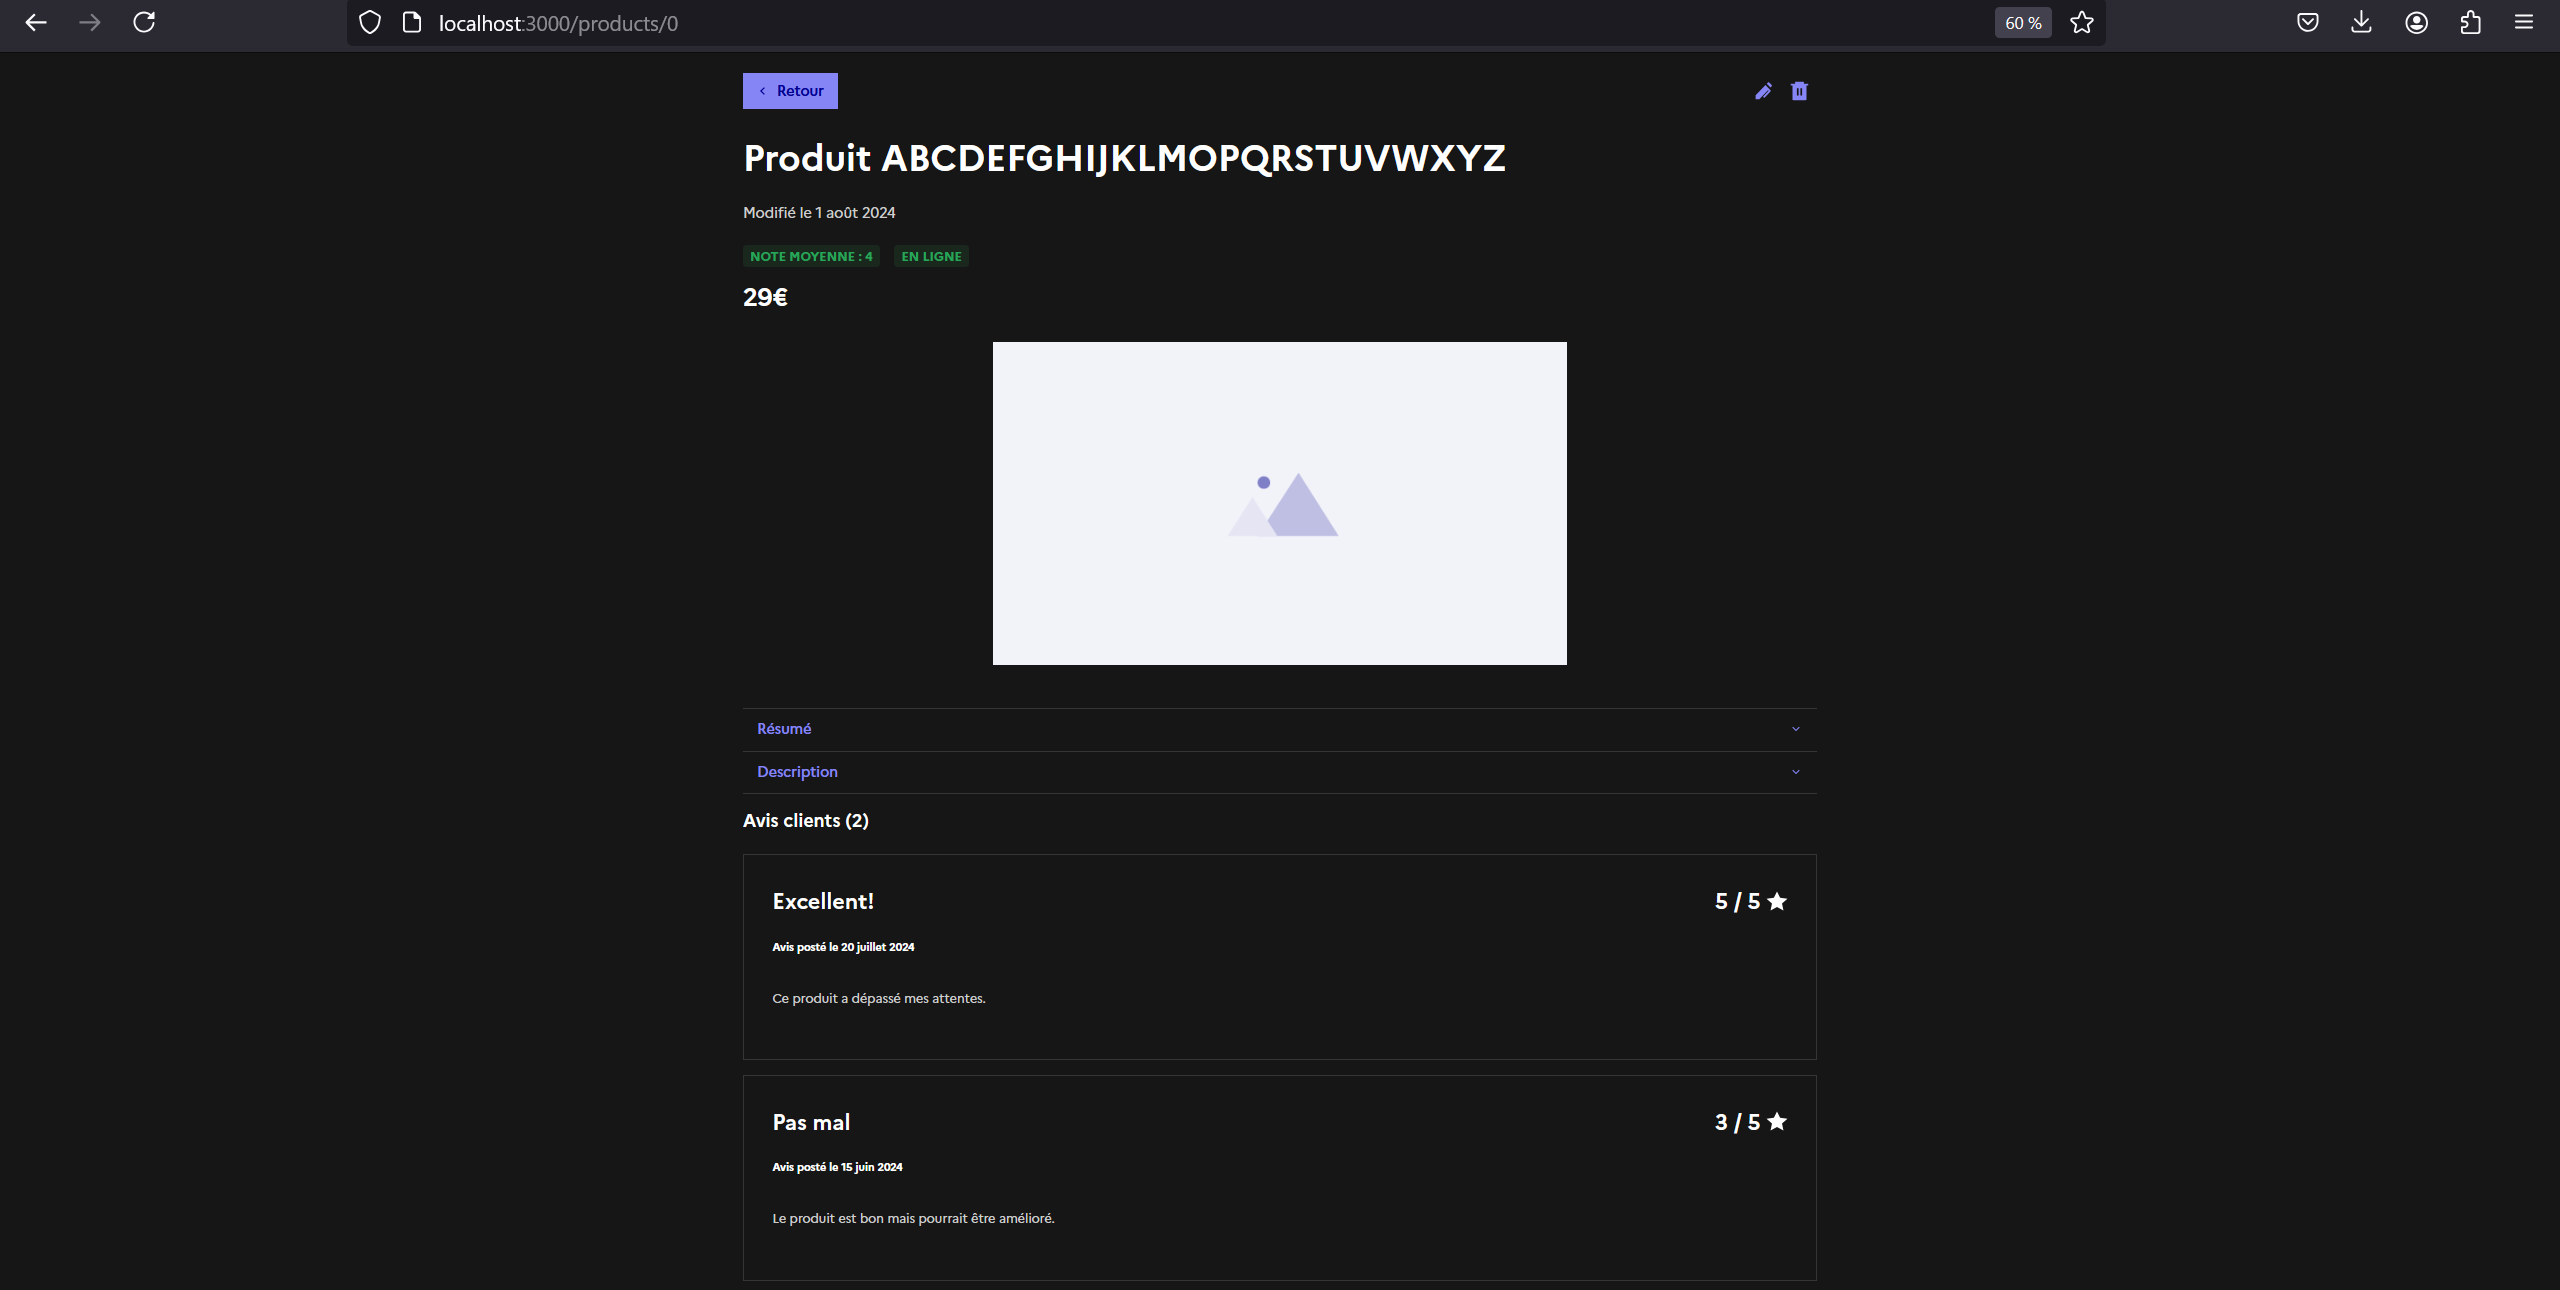 localhost:3000/products/0
60 %
Retour
Produit ABCDEFGHIJKLMOPQRSTUVWXYZ
Modifié le 1 août 2024
NOTE MOYENNE : 4 EN LIGNE
29€
Résumé
Description
Avis clients (2)
Excellent! 5 / 5
Avis posté le 20 juillet 2024
Ce produit a dépassé mes attentes.
Pas mal 3 / 5
Avis posté le 15 juin 2024
Le produit est bon mais pourrait être amélioré.